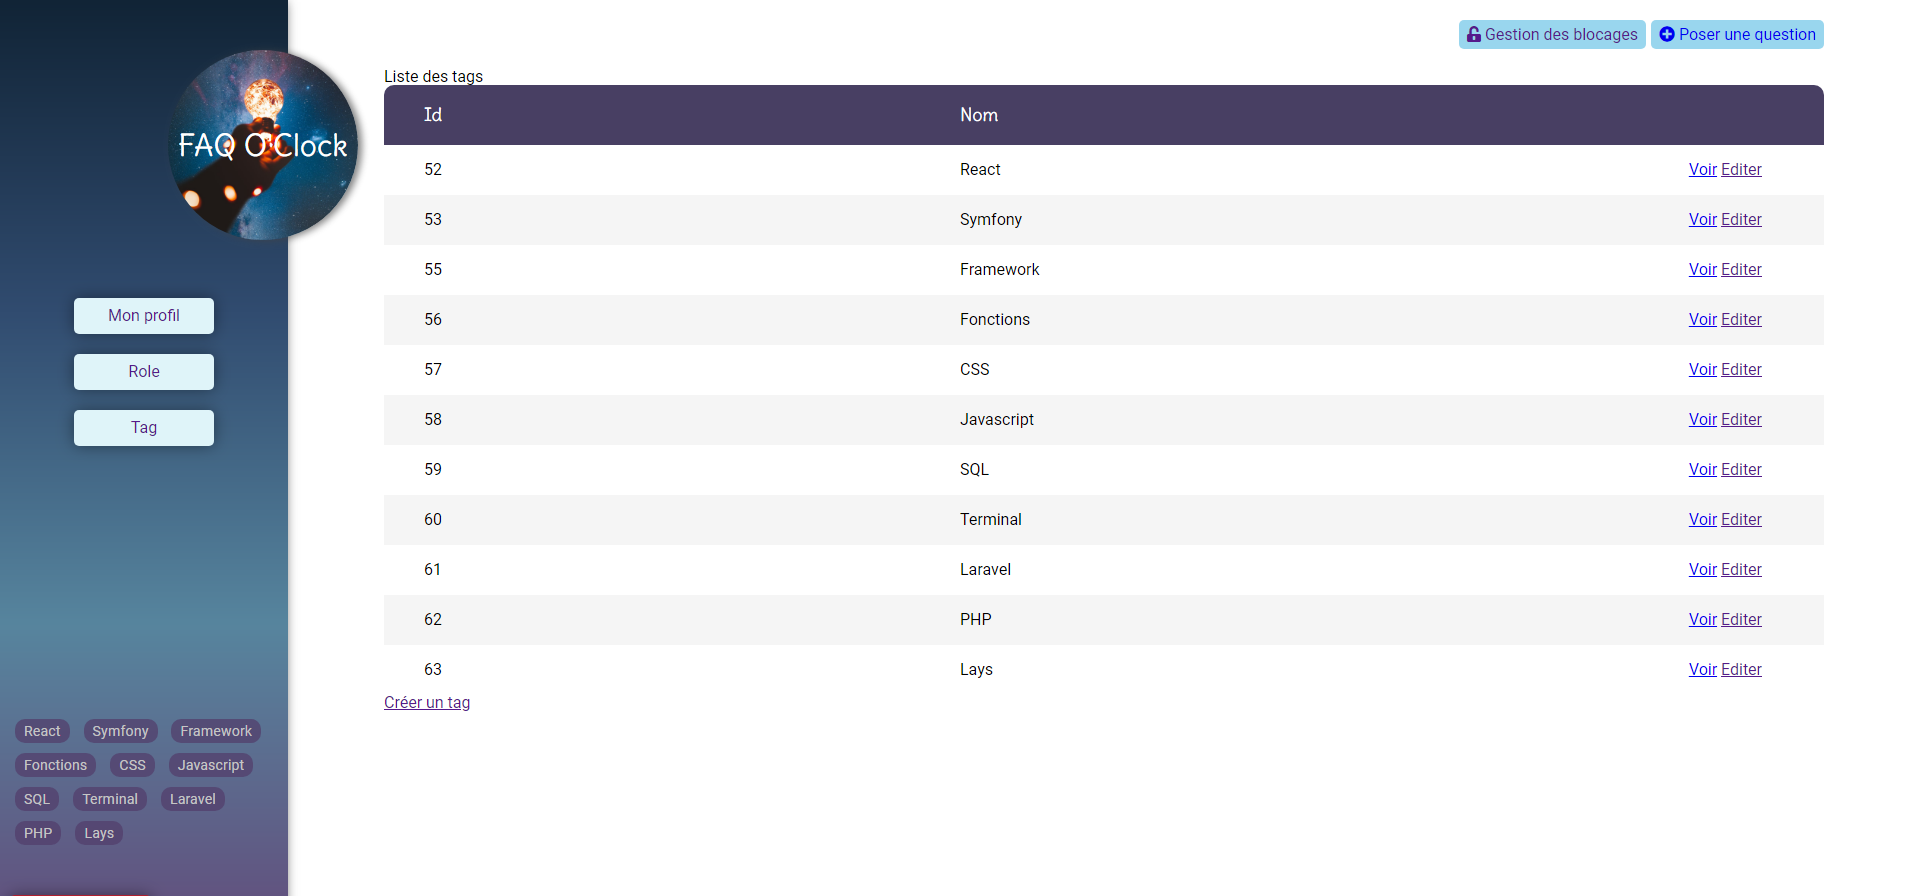 FAQ O'Clock
Mon profil
Role
Tag
React Symfony Framework
Fonctions CSS Javascript
SQL Terminal Laravel
PHP Lays
Gestion des blocages Poser une question
Liste des tags
Id Nom
52 React Voir Editer
53 Symfony Voir Editer
55 Framework Voir Editer
56 Fonctions Voir Editer
57 CSS Voir Editer
58 Javascript Voir Editer
59 SQL Voir Editer
60 Terminal Voir Editer
61 Laravel Voir Editer
62 PHP Voir Editer
63 Lays Voir Editer
Créer un tag